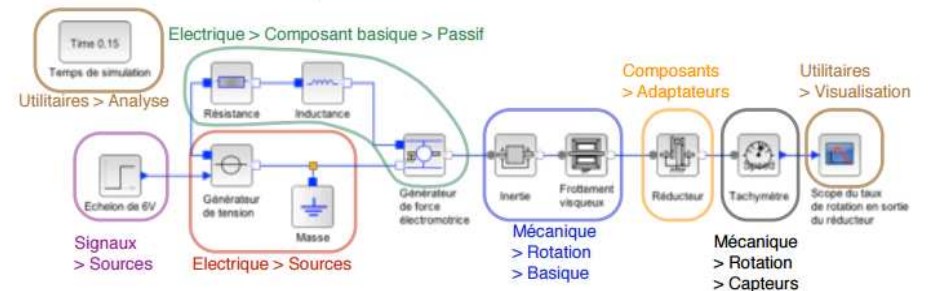 Time 0.15
Temps de simulation
Utilitaires > Analyse
Electrique > Composant basique > Passif
Résistance
Inductance
Composants
> Adaptateurs
Utilitaires
> Visualisation
Echelon de 6V
Signaux
> Sources
Générateur
de tension
Masse
Electrique > Sources
Générateur
de force
électromotrice
Inertie
Frottement
visqueux
Mécanique
> Rotation
> Basique
Réducteur
Speed
Tachymètre
Mécanique
> Rotation
> Capteurs
Scope du taux
de rotation en sortie
du réducteur